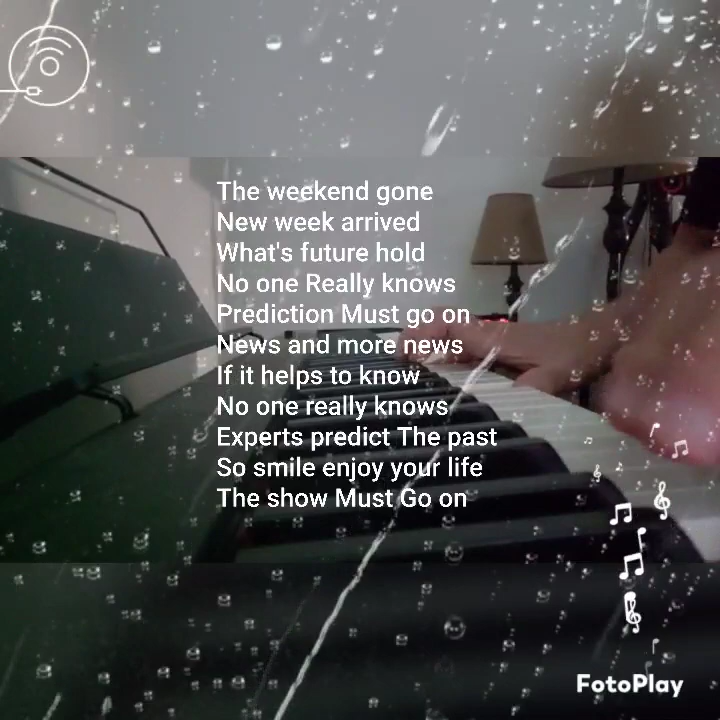 The weekend gone
New week arrived
What's future hold
No one Really knows
Prediction Must go on
News and more news
If it helps to know
No one really knows
Experts predict The past
So smile enjoy your life
The show Must Go on
FotoPlay